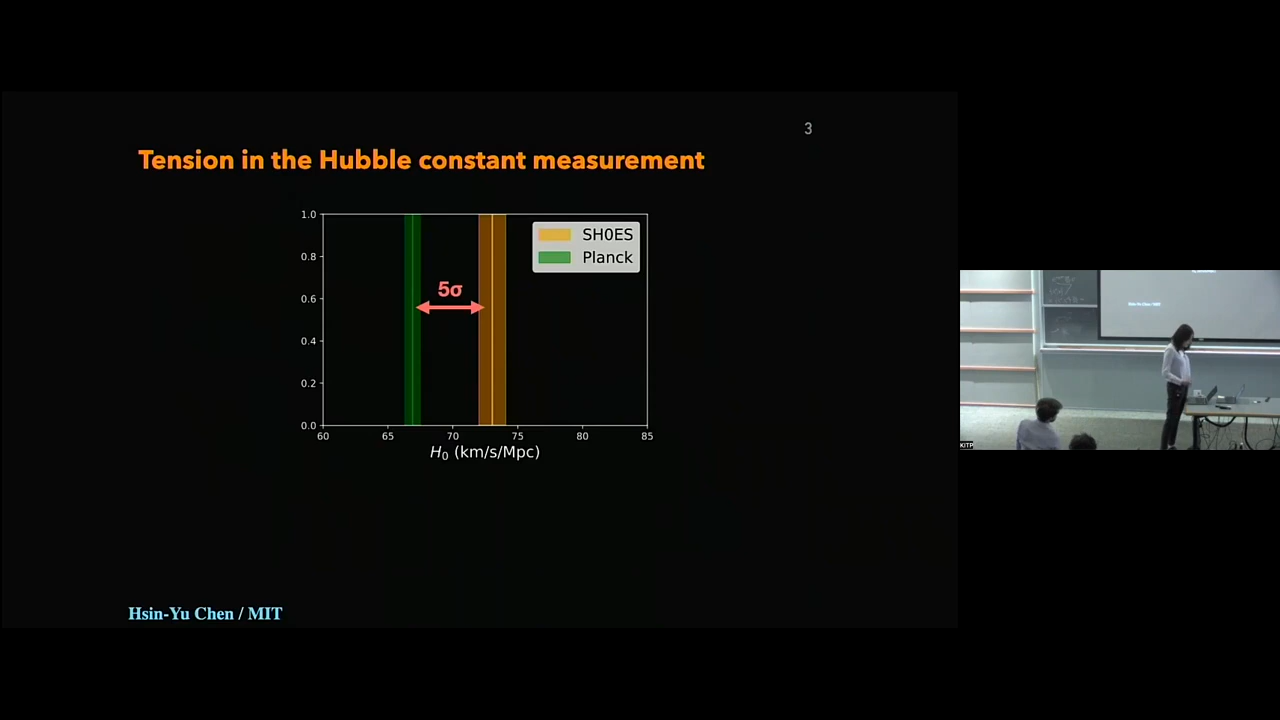 3
Tension in the Hubble constant measurement
1.0
0.8
0.6
0.4
0.2
0.0
60 65 70 75 80 85
H0 (km/s/Mpc)
5σ
SH0ES
Planck
Hsin-Yu Chen / MIT
KITP